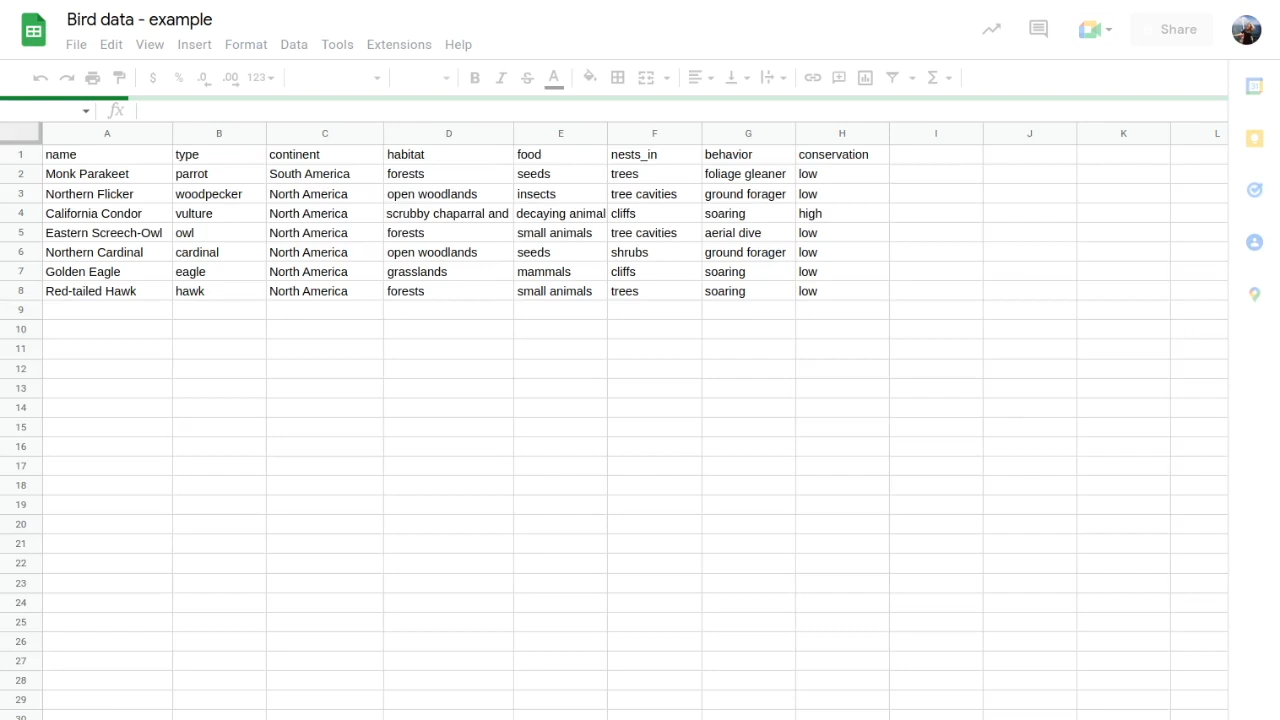 Bird data - example
File Edit View Insert Format Data Tools Extensions Help
Share
$ % .0 .00 123 B I S A Σ
31
fx
A B C D E F G H I J K L
1 name type continent habitat food nests_in behavior conservation
2 Monk Parakeet parrot South America forests seeds trees foliage gleaner low
3 Northern Flicker woodpecker North America open woodlands insects tree cavities ground forager low
4 California Condor vulture North America scrubby chaparral and decaying animal cliffs soaring high
5 Eastern Screech-Owl owl North America forests small animals tree cavities aerial dive low
6 Northern Cardinal cardinal North America open woodlands seeds shrubs ground forager low
7 Golden Eagle eagle North America grasslands mammals cliffs soaring low
8 Red-tailed Hawk hawk North America forests small animals trees soaring low
9
10
11
12
13
14
15
16
17
18
19
20
21
22
23
24
25
26
27
28
29
30